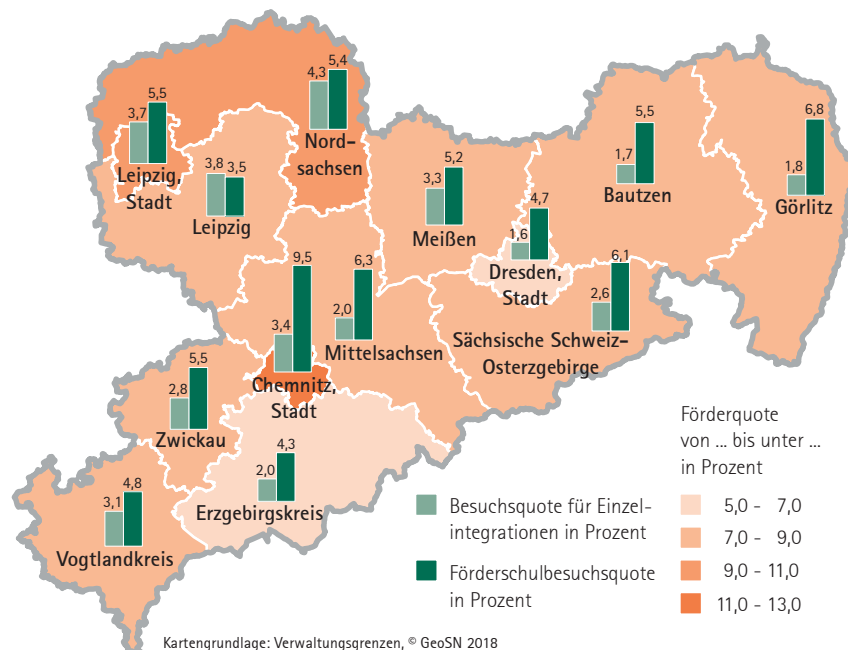 4,3
5,4
Nord-
sachsen
3,7
5,5
Leipzig,
Stadt
3,8
3,5
Leipzig
3,3
5,2
Meißen
1,6
4,7
Dresden,
Stadt
1,7
5,5
Bautzen
1,8
6,8
Görlitz
3,4
9,5
Chemnitz,
Stadt
2,0
6,3
Mittelsachsen
2,6
6,1
Sächsische Schweiz-
Osterzgebirge
2,8
5,5
Zwickau
2,0
4,3
Erzgebirgskreis
3,1
4,8
Vogtlandkreis
Besuchsquote für Einzel-
integrationen in Prozent
Förderschulbesuchsquote
in Prozent
Förderquote
von ... bis unter ...
in Prozent
5,0 - 7,0
7,0 - 9,0
9,0 - 11,0
11,0 - 13,0
Kartengrundlage: Verwaltungsgrenzen, © GeoSN 2018